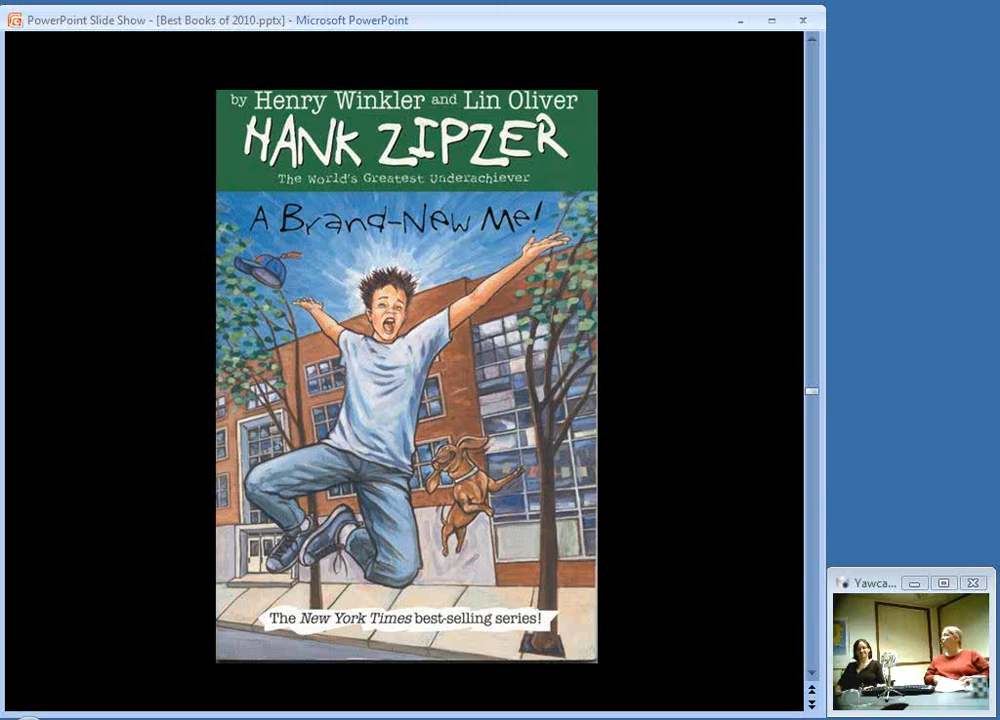 PowerPoint Slide Show - [Best Books of 2010.pptx] - Microsoft PowerPoint
by Henry Winkler and Lin Oliver
HANK ZIPZER
The World's Greatest Underachiever
A Brand-New Me!
The New York Times best-selling series!
Yawca...